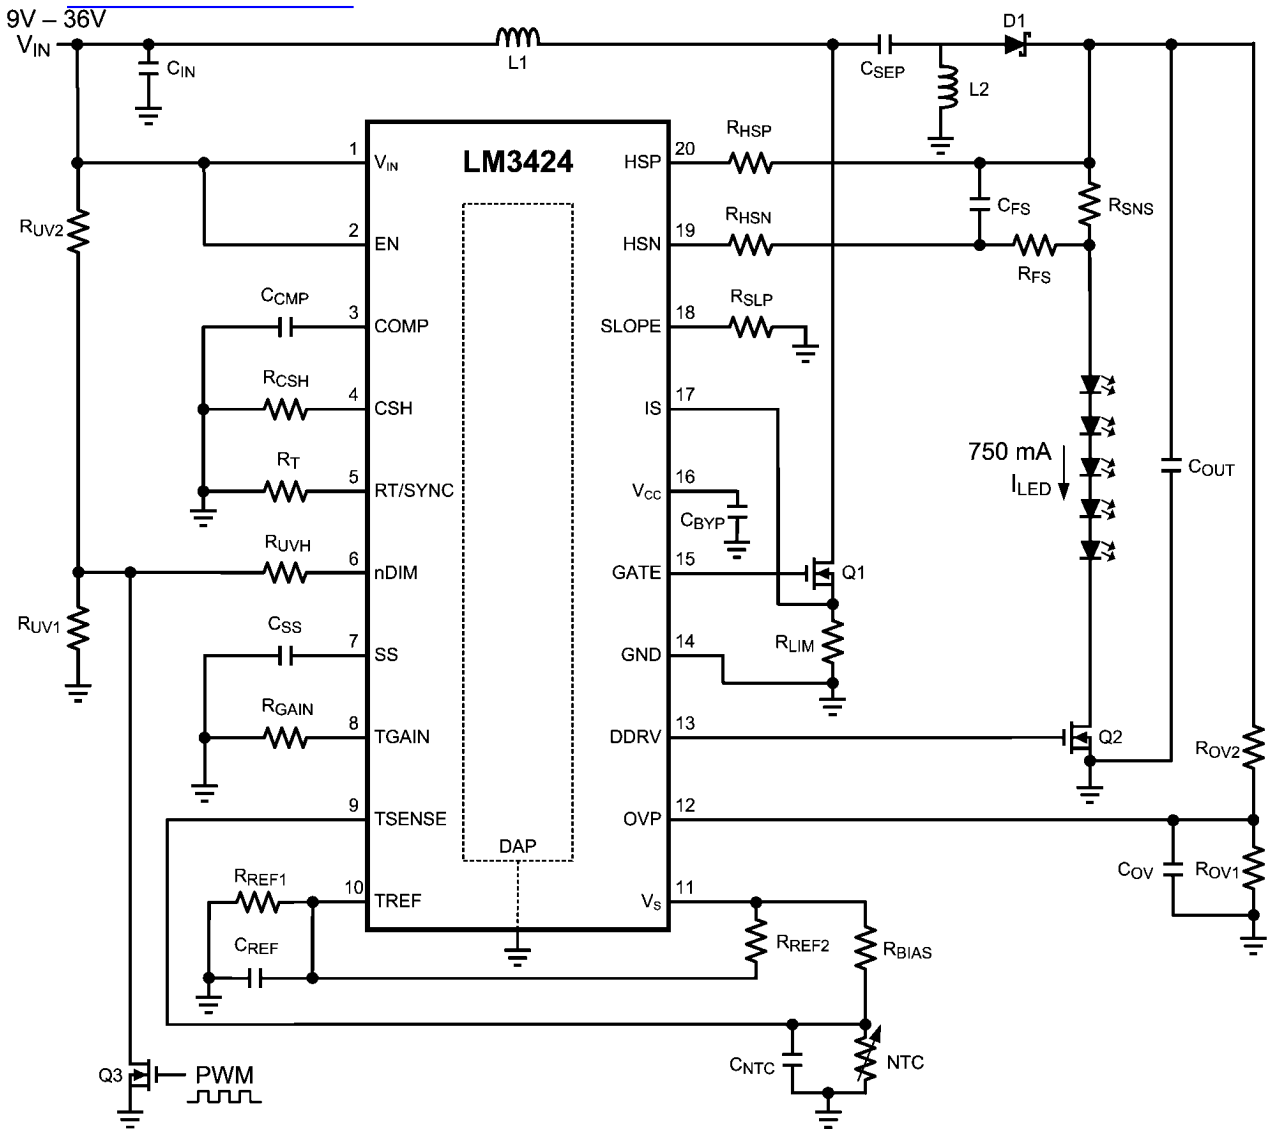 9V – 36V
VIN
CIN
L1
CSEP
D1
L2
LM3424
1
VIN
HSP
20
RHSP
RUV2
2
EN
HSN
19
RHSN
CFS
RSNS
RFS
CCMP
3
COMP
SLOPE
18
RSLP
RCSH
4
CSH
IS
17
750 mA
ILED
COUT
RT
5
RT/SYNC
VCC
16
CBYP
RUVH
6
nDIM
GATE
15
Q1
RUV1
CSS
7
SS
GND
14
RLIM
RGAIN
8
TGAIN
DDRV
13
Q2
ROV2
9
TSENSE
OVP
12
DAP
COV
ROV1
RREF1
10
TREF
VS
11
CREF
RREF2
RBIAS
CNTC
NTC
Q3
PWM